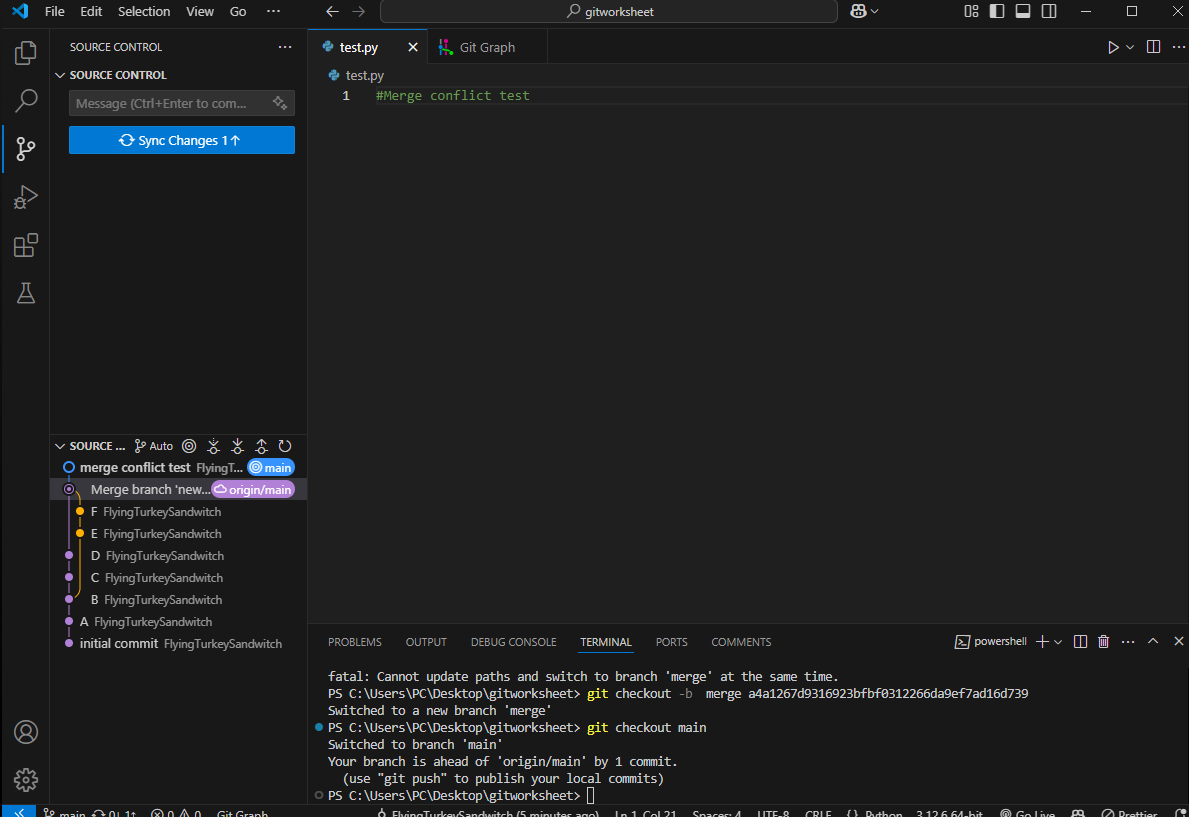 File Edit Selection View Go ··· gitworksheet
SOURCE CONTROL ···
SOURCE CONTROL
Message (Ctrl+Enter to com...
Sync Changes 1↑
test.py
Git Graph
test.py
1 #Merge conflict test
SOURCE ... Auto
merge conflict test FlyingT... main
Merge branch 'new... origin/main
F FlyingTurkeySandwitch
E FlyingTurkeySandwitch
D FlyingTurkeySandwitch
C FlyingTurkeySandwitch
B FlyingTurkeySandwitch
A FlyingTurkeySandwitch
initial commit FlyingTurkeySandwitch
PROBLEMS OUTPUT DEBUG CONSOLE TERMINAL PORTS COMMENTS powershell
fatal: Cannot update paths and switch to branch 'merge' at the same time.
PS C:\Users\PC\Desktop\gitworksheet> git checkout -b  merge a4a1267d9316923bfbf0312266da9ef7ad16d739
Switched to a new branch 'merge'
PS C:\Users\PC\Desktop\gitworksheet> git checkout main
Switched to branch 'main'
Your branch is ahead of 'origin/main' by 1 commit.
  (use "git push" to publish your local commits)
PS C:\Users\PC\Desktop\gitworksheet>
main 0↓ 1↑ 0 0 Git Graph FlyingTurkeySandwitch (5 minutes ago) Ln 1, Col 21 Spaces: 4 UTF-8 CRLF {} Python 3.12.6 64-bit Go Live Prettier